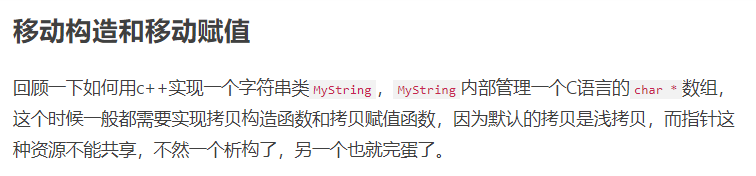 移动构造和移动赋值
回顾一下如何用c++实现一个字符串类MyString，MyString内部管理一个C语言的char *数组，
这个时候一般都需要实现拷贝构造函数和拷贝赋值函数，因为默认的拷贝是浅拷贝，而指针这
种资源不能共享，不然一个析构了，另一个也就完蛋了。